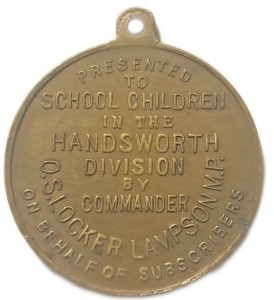 PRESENTED
TO
SCHOOL CHILDREN
IN THE
HANDSWORTH
DIVISION
BY
COMMANDER
O.S.LOCKER LAMPSON M.P.
ON BEHALF OF SUBSCRIBERS